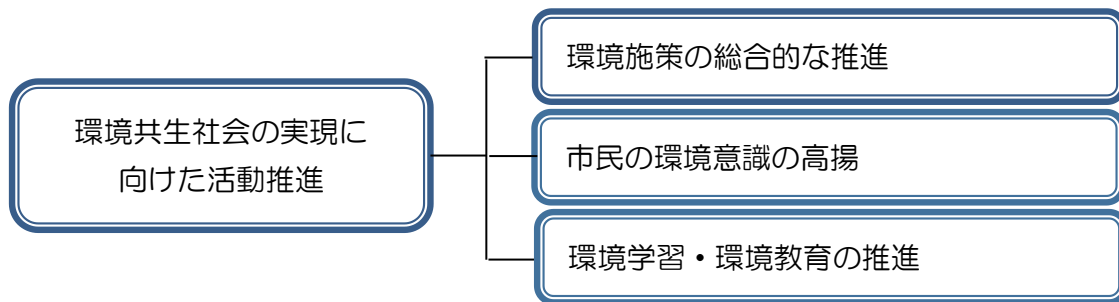 環境共生社会の実現に
向けた活動推進
環境施策の総合的な推進
市民の環境意識の高揚
環境学習・環境教育の推進